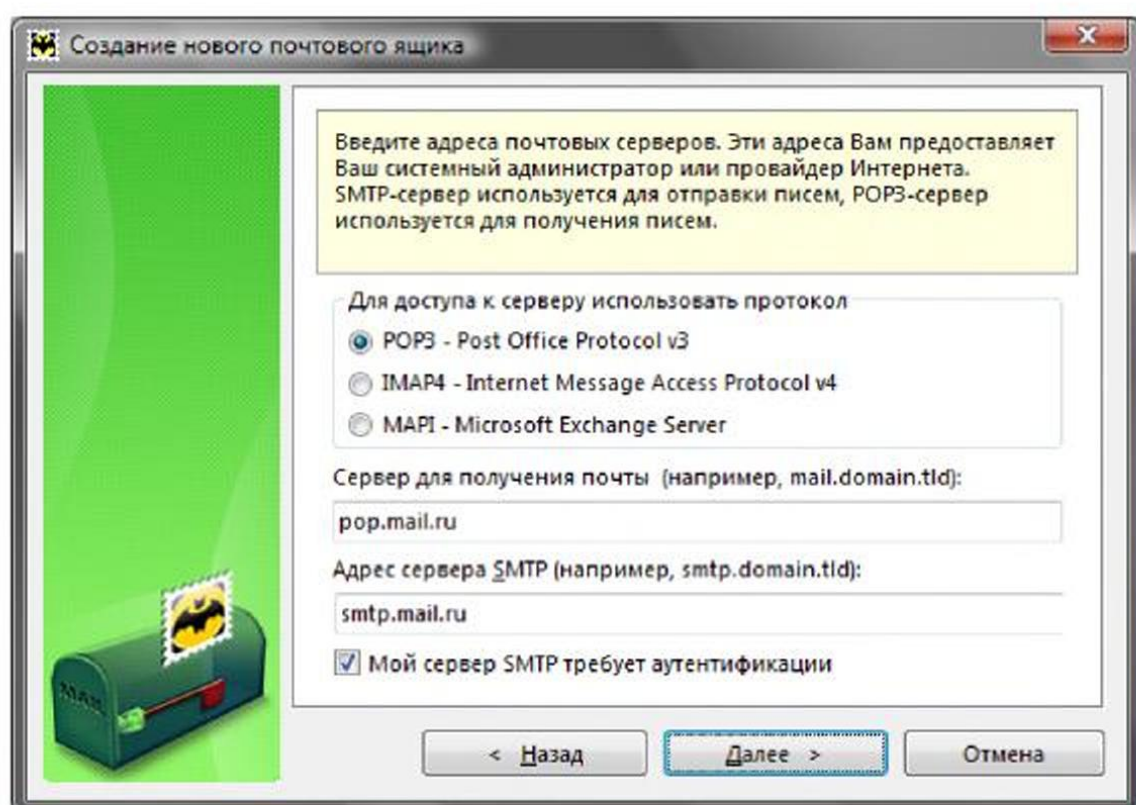 Создание нового почтового ящика
Введите адреса почтовых серверов. Эти адреса Вам предоставляет
Ваш системный администратор или провайдер Интернета.
SMTP-сервер используется для отправки писем, POP3-сервер
используется для получения писем.
Для доступа к серверу использовать протокол
POP3 - Post Office Protocol v3
IMAP4 - Internet Message Access Protocol v4
MAPI - Microsoft Exchange Server
Сервер для получения почты (например, mail.domain.tld):
pop.mail.ru
Адрес сервера SMTP (например, smtp.domain.tld):
smtp.mail.ru
Мой сервер SMTP требует аутентификации
MAIL
< Назад
Далее >
Отмена